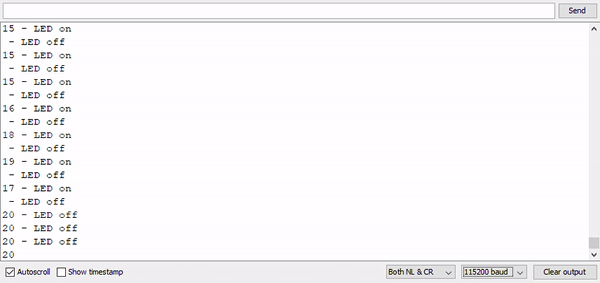 Send
15 - LED on
- LED off
15 - LED on
- LED off
15 - LED on
- LED off
16 - LED on
- LED off
18 - LED on
- LED off
19 - LED on
- LED off
17 - LED on
- LED off
20 - LED off
20 - LED off
20 - LED off
20
Autoscroll Show timestamp Both NL & CR 115200 baud Clear output